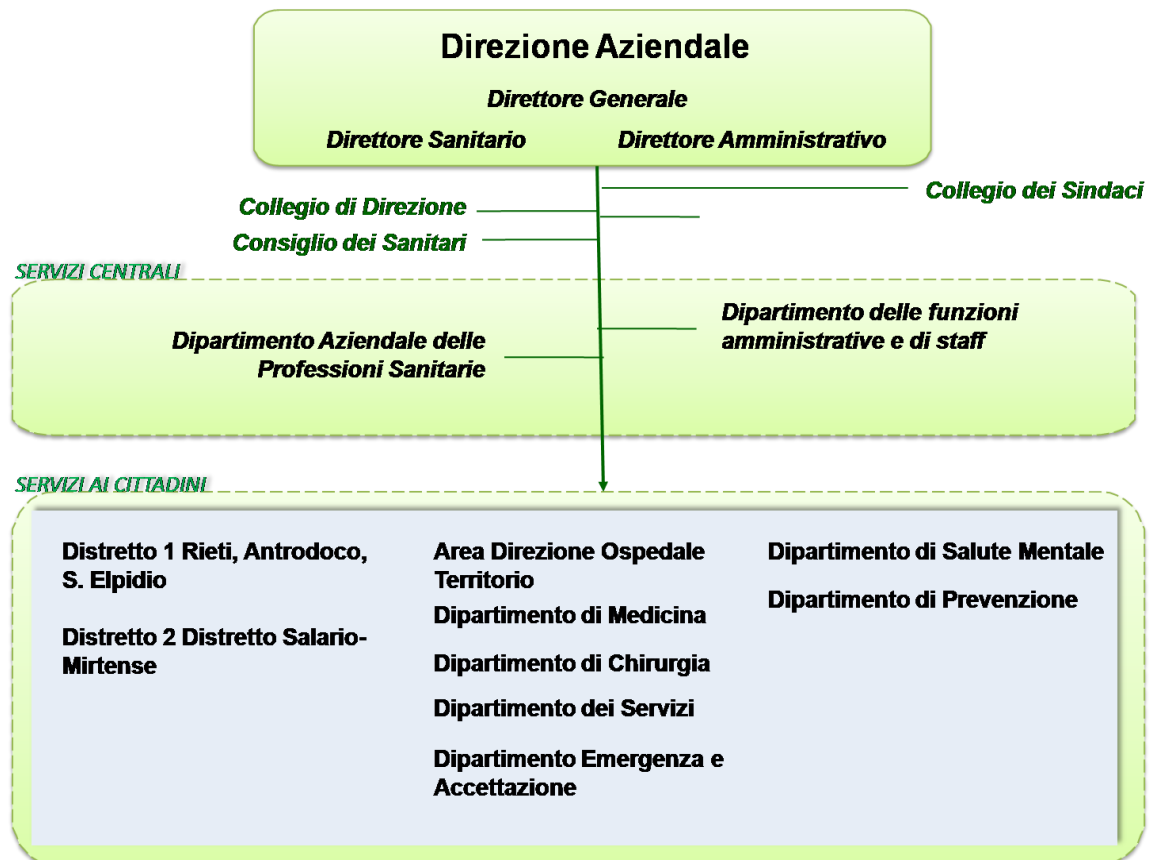 Direzione Aziendale
Direttore Generale
Direttore Sanitario Direttore Amministrativo
Collegio dei Sindaci
Collegio di Direzione
Consiglio dei Sanitari
SERVIZI CENTRALI
Dipartimento delle funzioni
amministrative e di staff
Dipartimento Aziendale delle
Professioni Sanitarie
SERVIZI AI CITTADINI
Distretto 1 Rieti, Antrodoco,
S. Elpidio
Distretto 2 Distretto Salario-
Mirtense
Area Direzione Ospedale
Territorio
Dipartimento di Medicina
Dipartimento di Chirurgia
Dipartimento dei Servizi
Dipartimento Emergenza e
Accettazione
Dipartimento di Salute Mentale
Dipartimento di Prevenzione